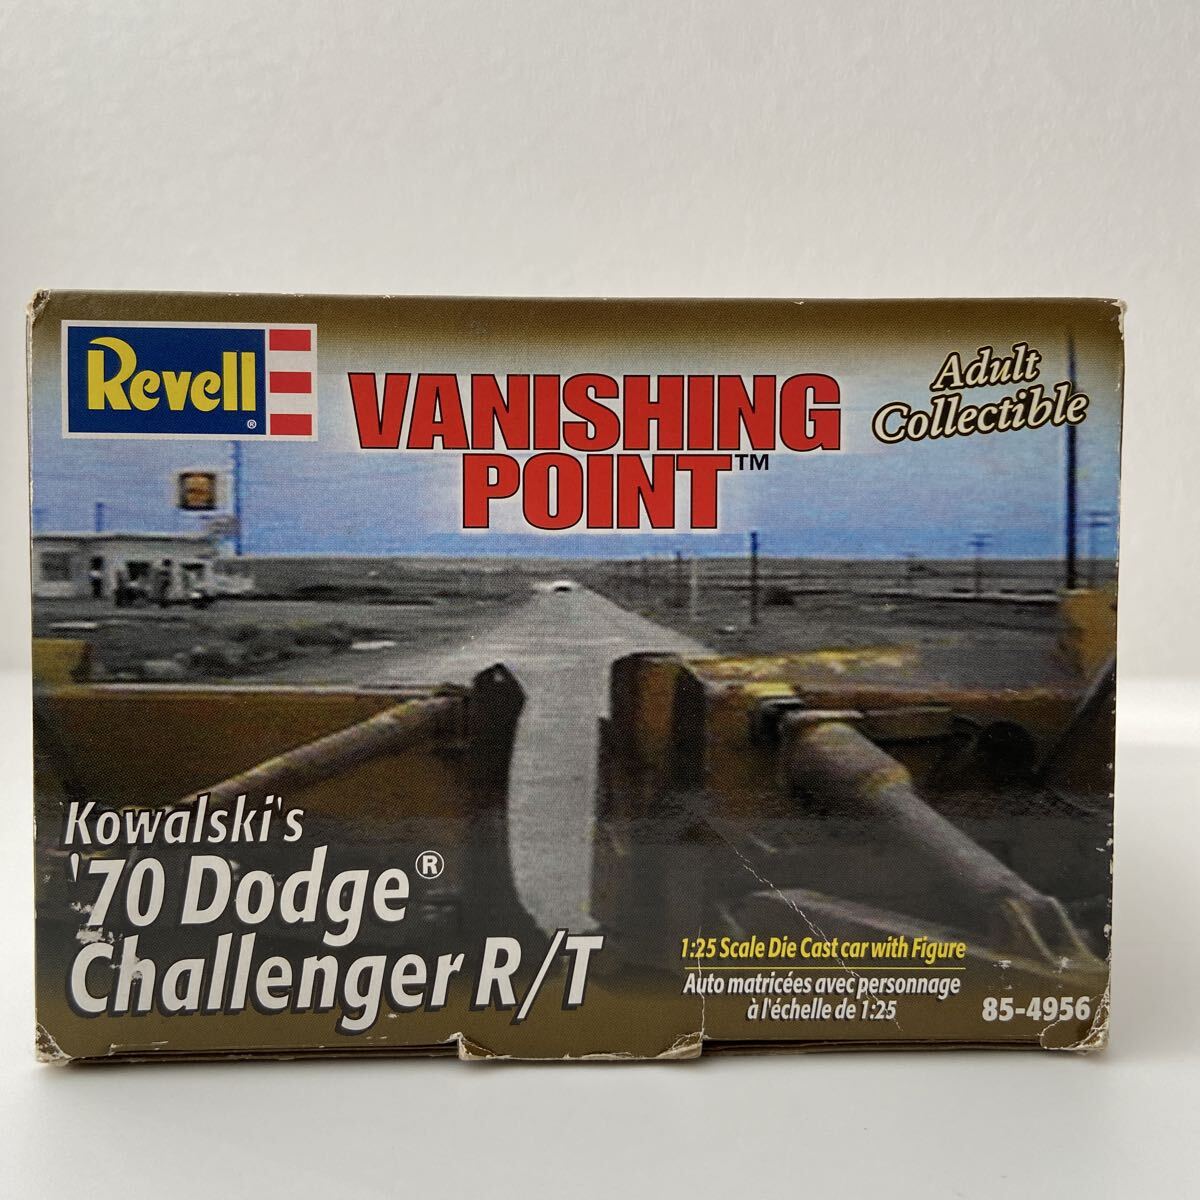 Revell®
VANISHING
POINT™
Adult
Collectible
Kowalski's
'70 Dodge®
Challenger R/T
1:25 Scale Die Cast car with Figure
Auto matricées avec personnage
à l'échelle de 1:25
85-4956